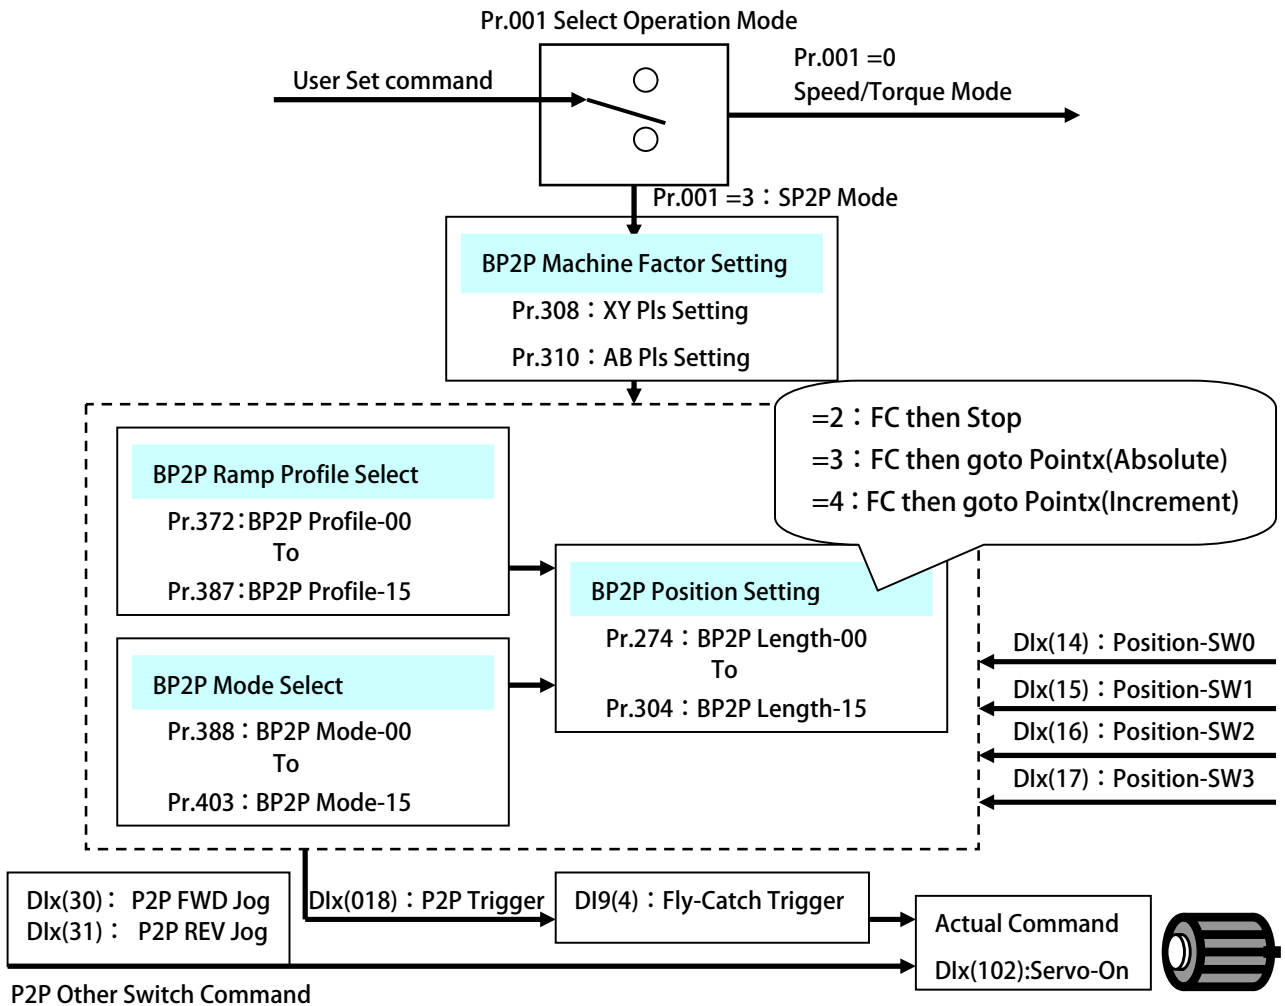 Pr.001 Select Operation Mode
User Set command
Pr.001 =0
Speed/Torque Mode
Pr.001 =3：SP2P Mode
BP2P Machine Factor Setting
Pr.308：XY Pls Setting
Pr.310：AB Pls Setting
=2：FC then Stop
=3：FC then goto Pointx(Absolute)
=4：FC then goto Pointx(Increment)
BP2P Ramp Profile Select
Pr.372：BP2P Profile-00
To
Pr.387：BP2P Profile-15
BP2P Position Setting
Pr.274：BP2P Length-00
To
Pr.304：BP2P Length-15
BP2P Mode Select
Pr.388：BP2P Mode-00
To
Pr.403：BP2P Mode-15
DIx(14)：Position-SW0
DIx(15)：Position-SW1
DIx(16)：Position-SW2
DIx(17)：Position-SW3
DIx(30)： P2P FWD Jog
DIx(31)： P2P REV Jog
DIx(018)：P2P Trigger
DI9(4)：Fly-Catch Trigger
Actual Command
DIx(102):Servo-On
P2P Other Switch Command